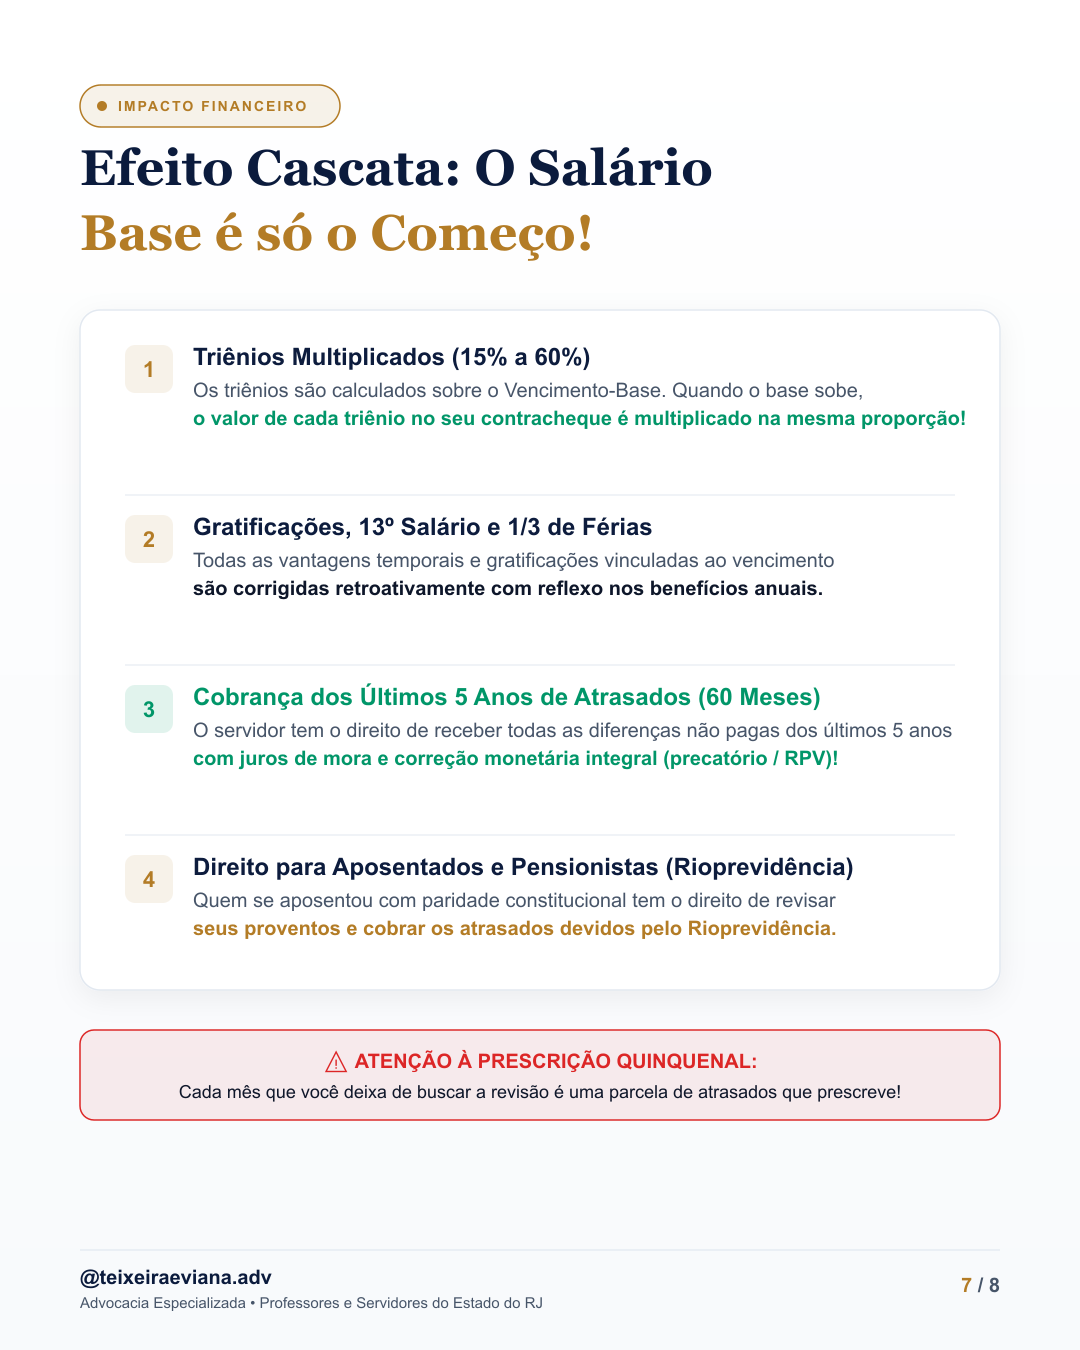 IMPACTO FINANCEIRO
Efeito Cascata: O Salário
Base é só o Começo!
1
Triênios Multiplicados (15% a 60%)
Os triênios são calculados sobre o Vencimento-Base. Quando o base sobe,
o valor de cada triênio no seu contracheque é multiplicado na mesma proporção!
2
Gratificações, 13º Salário e 1/3 de Férias
Todas as vantagens temporais e gratificações vinculadas ao vencimento
são corrigidas retroativamente com reflexo nos benefícios anuais.
3
Cobrança dos Últimos 5 Anos de Atrasados (60 Meses)
O servidor tem o direito de receber todas as diferenças não pagas dos últimos 5 anos
com juros de mora e correção monetária integral (precatório / RPV)!
4
Direito para Aposentados e Pensionistas (Rioprevidência)
Quem se aposentou com paridade constitucional tem o direito de revisar
seus proventos e cobrar os atrasados devidos pelo Rioprevidência.
⚠ ATENÇÃO À PRESCRIÇÃO QUINQUENAL:
Cada mês que você deixa de buscar a revisão é uma parcela de atrasados que prescreve!
@teixeiraeviana.adv
Advocacia Especializada • Professores e Servidores do Estado do RJ
7 / 8